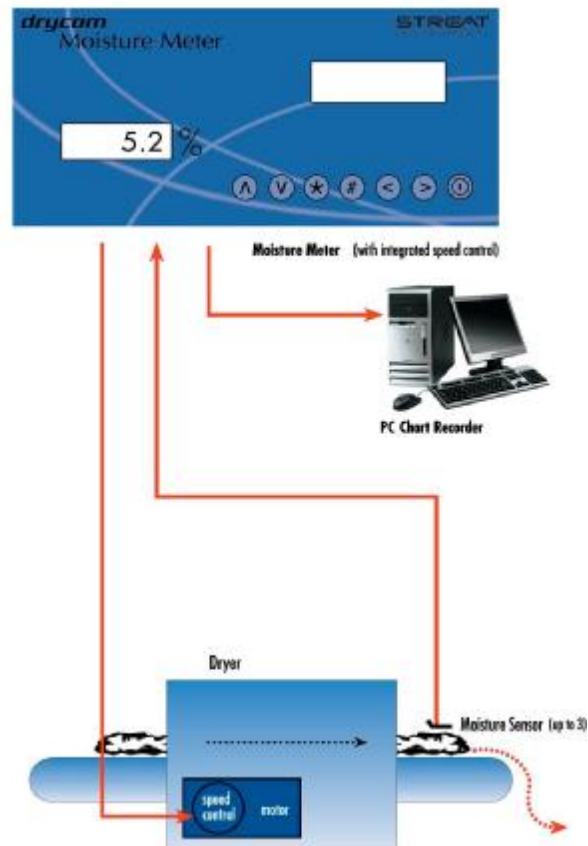 drycom
Moisture Meter
STREAT
5.2 %
∧ ∨ * # < >
Moisture Meter (with integrated speed control)
PC Chart Recorder
Dryer
Moisture Sensor (up to 3)
speed
control
motor